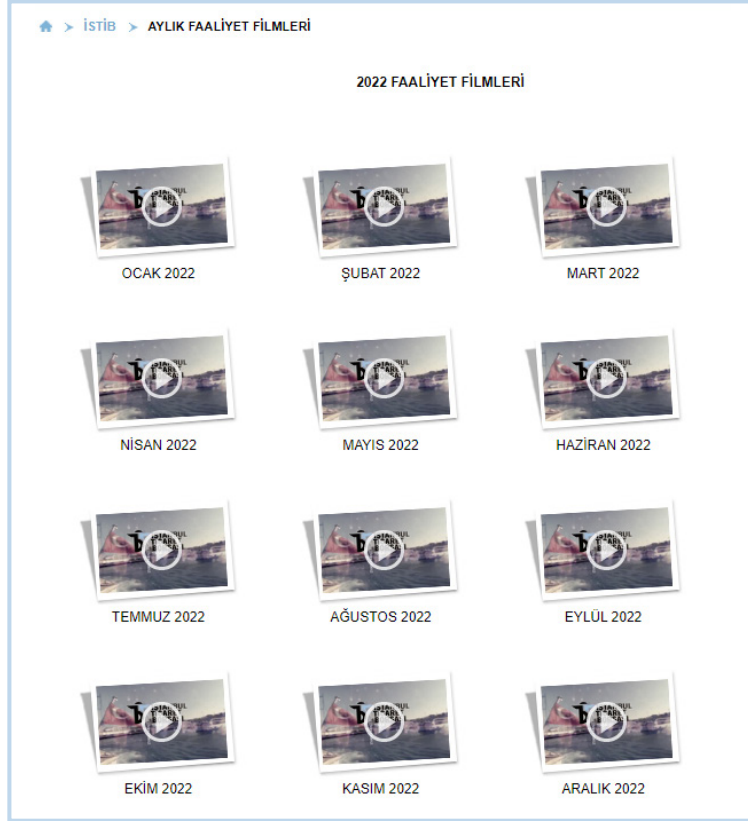 İSTİB AYLIK FAALİYET FİLMLERİ
2022 FAALİYET FİLMLERİ
OCAK 2022 ŞUBAT 2022 MART 2022
NİSAN 2022 MAYIS 2022 HAZİRAN 2022
TEMMUZ 2022 AĞUSTOS 2022 EYLÜL 2022
EKİM 2022 KASIM 2022 ARALIK 2022